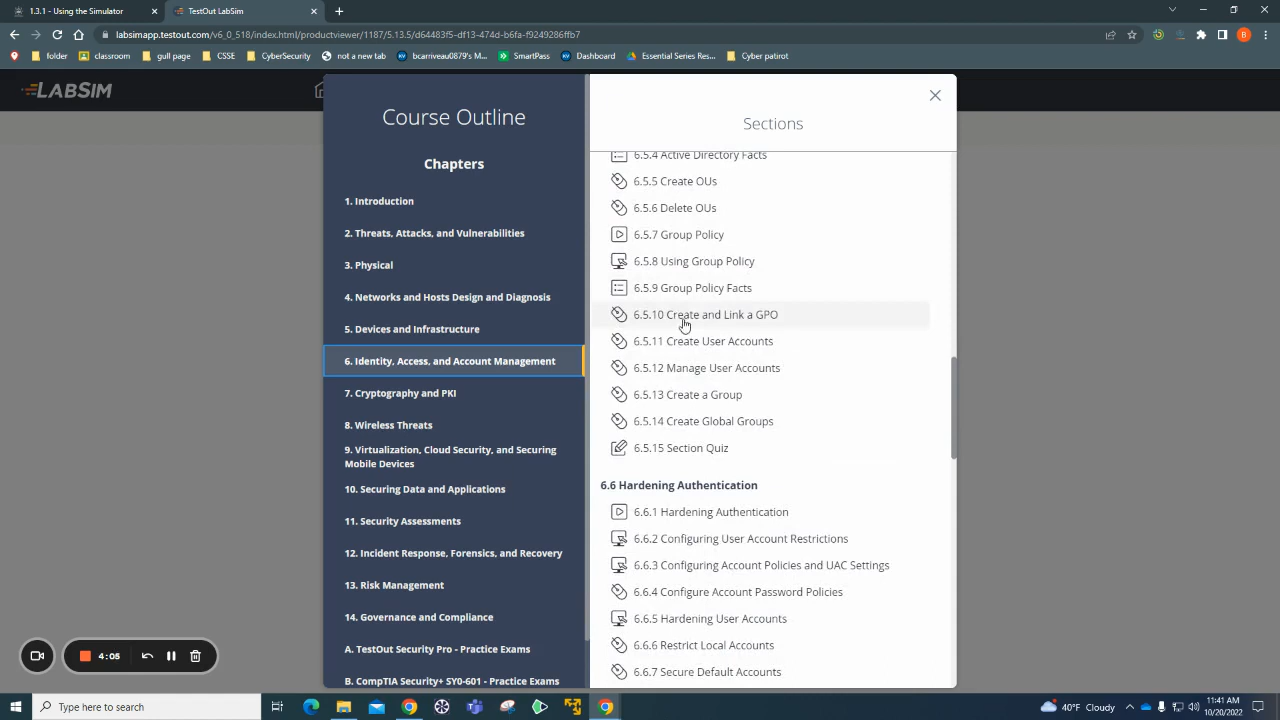 1.3.1 - Using the Simulator
TestOut LabSim
labsimapp.testout.com/v6_0_518/index.html/productviewer/1187/5.13.5/d64483f5-df13-474d-b6fa-f9249286ffb7
B
folder
classroom
gull page
CSSE
CyberSecurity
not a new tab
bcarriveau0879's M...
SmartPass
Dashboard
Essential Series Res...
Cyber patriot
LABSIM
Course Outline
Chapters
1. Introduction
2. Threats, Attacks, and Vulnerabilities
3. Physical
4. Networks and Hosts Design and Diagnosis
5. Devices and Infrastructure
6. Identity, Access, and Account Management
7. Cryptography and PKI
8. Wireless Threats
9. Virtualization, Cloud Security, and Securing
Mobile Devices
10. Securing Data and Applications
11. Security Assessments
12. Incident Response, Forensics, and Recovery
13. Risk Management
14. Governance and Compliance
A. TestOut Security Pro - Practice Exams
B. CompTIA Security+ SY0-601 - Practice Exams
Sections
6.5.4 Active Directory Facts
6.5.5 Create OUs
6.5.6 Delete OUs
6.5.7 Group Policy
6.5.8 Using Group Policy
6.5.9 Group Policy Facts
6.5.10 Create and Link a GPO
6.5.11 Create User Accounts
6.5.12 Manage User Accounts
6.5.13 Create a Group
6.5.14 Create Global Groups
6.5.15 Section Quiz
6.6 Hardening Authentication
6.6.1 Hardening Authentication
6.6.2 Configuring User Account Restrictions
6.6.3 Configuring Account Policies and UAC Settings
6.6.4 Configure Account Password Policies
6.6.5 Hardening User Accounts
6.6.6 Restrict Local Accounts
6.6.7 Secure Default Accounts
4:05
Type here to search
40°F Cloudy
11:41 AM
10/20/2022